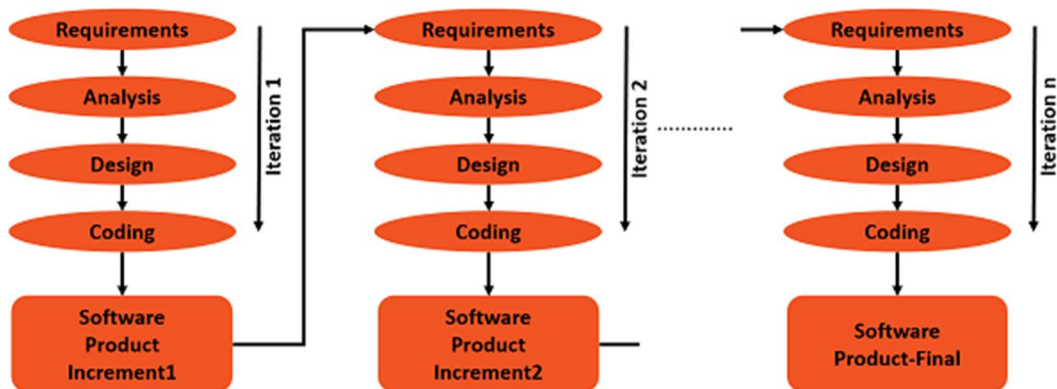 Requirements
Analysis
Design
Coding
Software
Product
Increment1
Iteration 1
Requirements
Analysis
Design
Coding
Software
Product
Increment2
Iteration 2
Requirements
Analysis
Design
Coding
Software
Product-Final
Iteration n